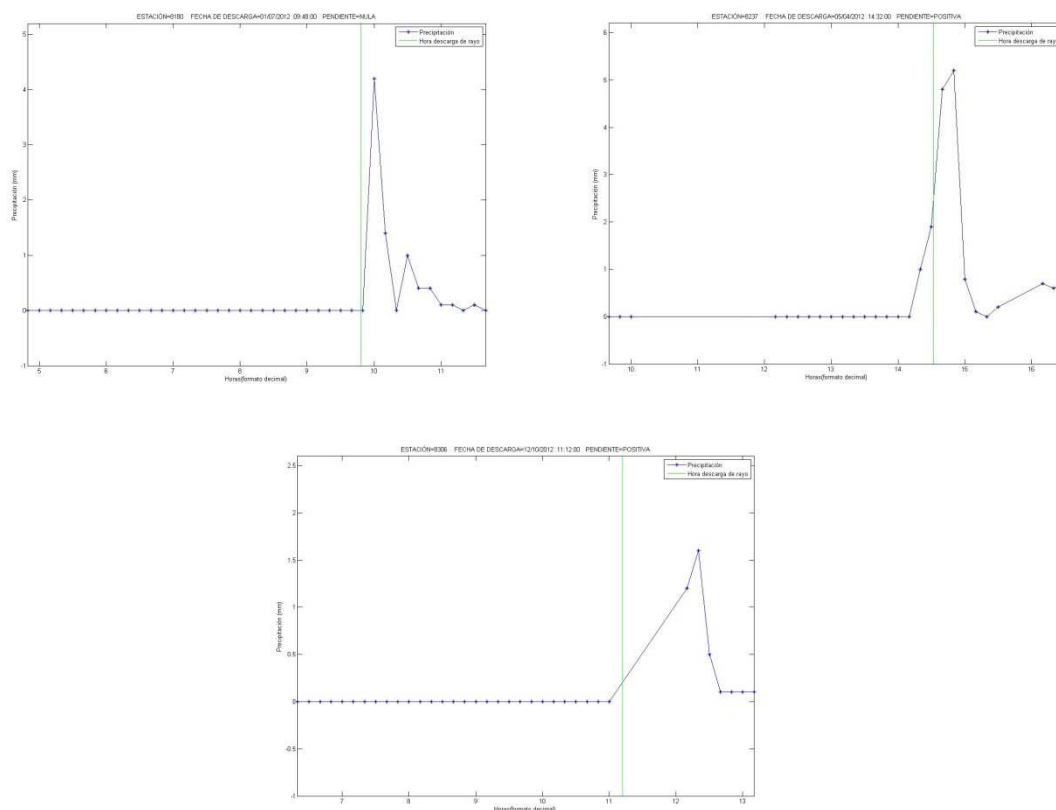 ESTACIÓN=8180 FECHA DE DESCARGA=01/07/2012 09:48:00 PENDIENTE=NULA
Precipitación
Hora descarga de rayo
Precipitación (mm)
5
4
3
2
1
0
-1
5 6 7 8 9 10 11
Horas(formato decimal)
ESTACIÓN=8237 FECHA DE DESCARGA=05/04/2012 14:32:00 PENDIENTE=POSITIVA
Precipitación
Hora descarga de rayo
Precipitación (mm)
6
5
4
3
2
1
0
-1
10 11 12 13 14 15 16
Horas(formato decimal)
FECHA DE DESCARGA=12/10/2012 11:12:00 PENDIENTE=POSITIVA
Precipitación
Hora descarga de rayo
Precipitación (mm)
2.5
2
1.5
1
0.5
0
-0.5
-1
7 8 9 10 11 12 13
Horas(formato decimal)